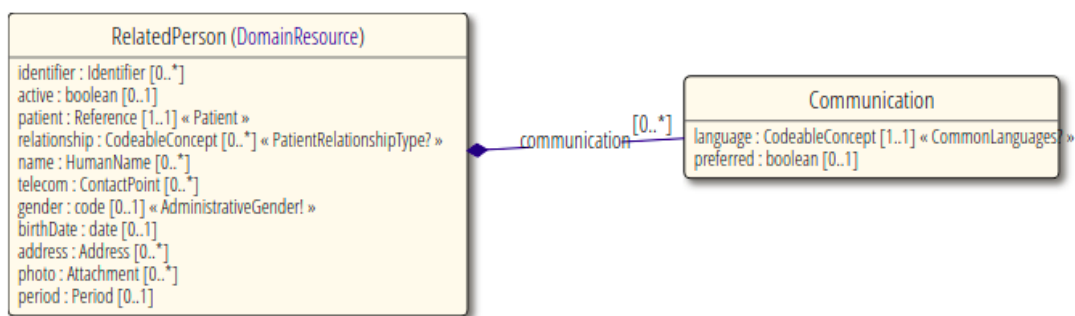 RelatedPerson (DomainResource)
identifier : Identifier [0..*]
active : boolean [0..1]
patient : Reference [1..1] « Patient »
relationship : CodeableConcept [0..*] « PatientRelationshipType? »
name : HumanName [0..*]
telecom : ContactPoint [0..*]
gender : code [0..1] « AdministrativeGender! »
birthDate : date [0..1]
address : Address [0..*]
photo : Attachment [0..*]
period : Period [0..1]
communication
[0..*]
Communication
language : CodeableConcept [1..1] « CommonLanguages? »
preferred : boolean [0..1]